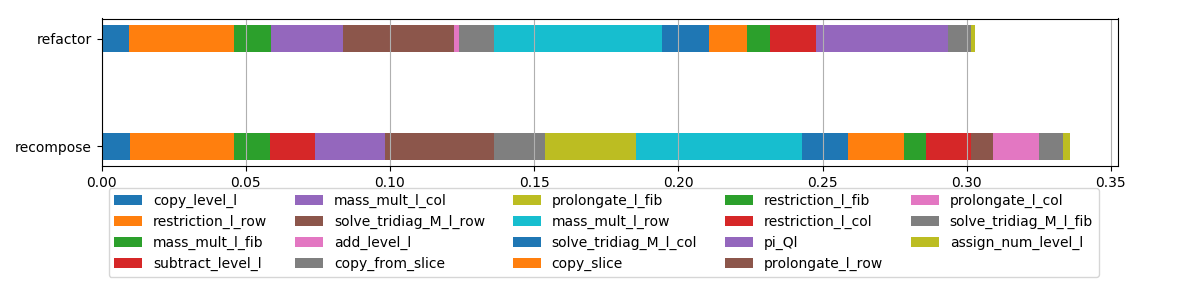 refactor
recompose
0.00 0.05 0.10 0.15 0.20 0.25 0.30 0.35
copy_level_l mass_mult_l_col prolongate_l_fib restriction_l_fib prolongate_l_col
restriction_l_row solve_tridiag_M_l_row mass_mult_l_row restriction_l_col solve_tridiag_M_l_fib
mass_mult_l_fib add_level_l solve_tridiag_M_l_col pi_Ql assign_num_level_l
subtract_level_l copy_from_slice copy_slice prolongate_l_row